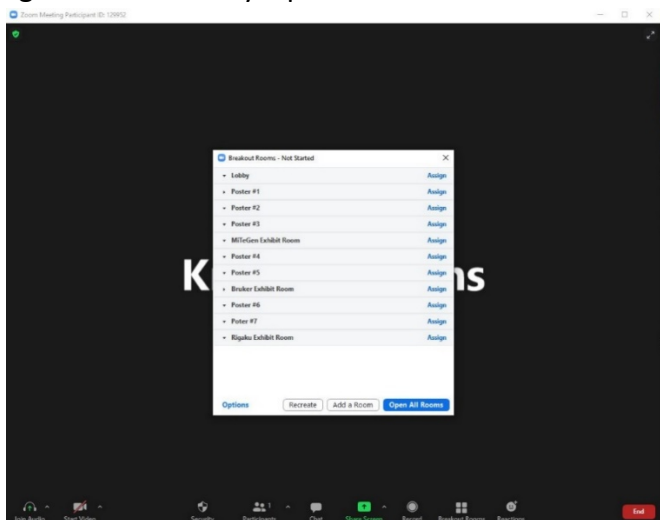 Zoom Meeting Participant ID: 129952
Breakout Rooms - Not Started
Lobby Assign
Poster #1 Assign
Poster #2 Assign
Poster #3 Assign
MiTeGen Exhibit Room Assign
Poster #4 Assign
Poster #5 Assign
Bruker Exhibit Room Assign
Poster #6 Assign
Puter #7 Assign
Rigaku Exhibit Room Assign
K ns
Options Recreate Add a Room Open All Rooms
1
Join Audio Start Video Security Participants Chat Share Screen Record Breakout Rooms Reactions End